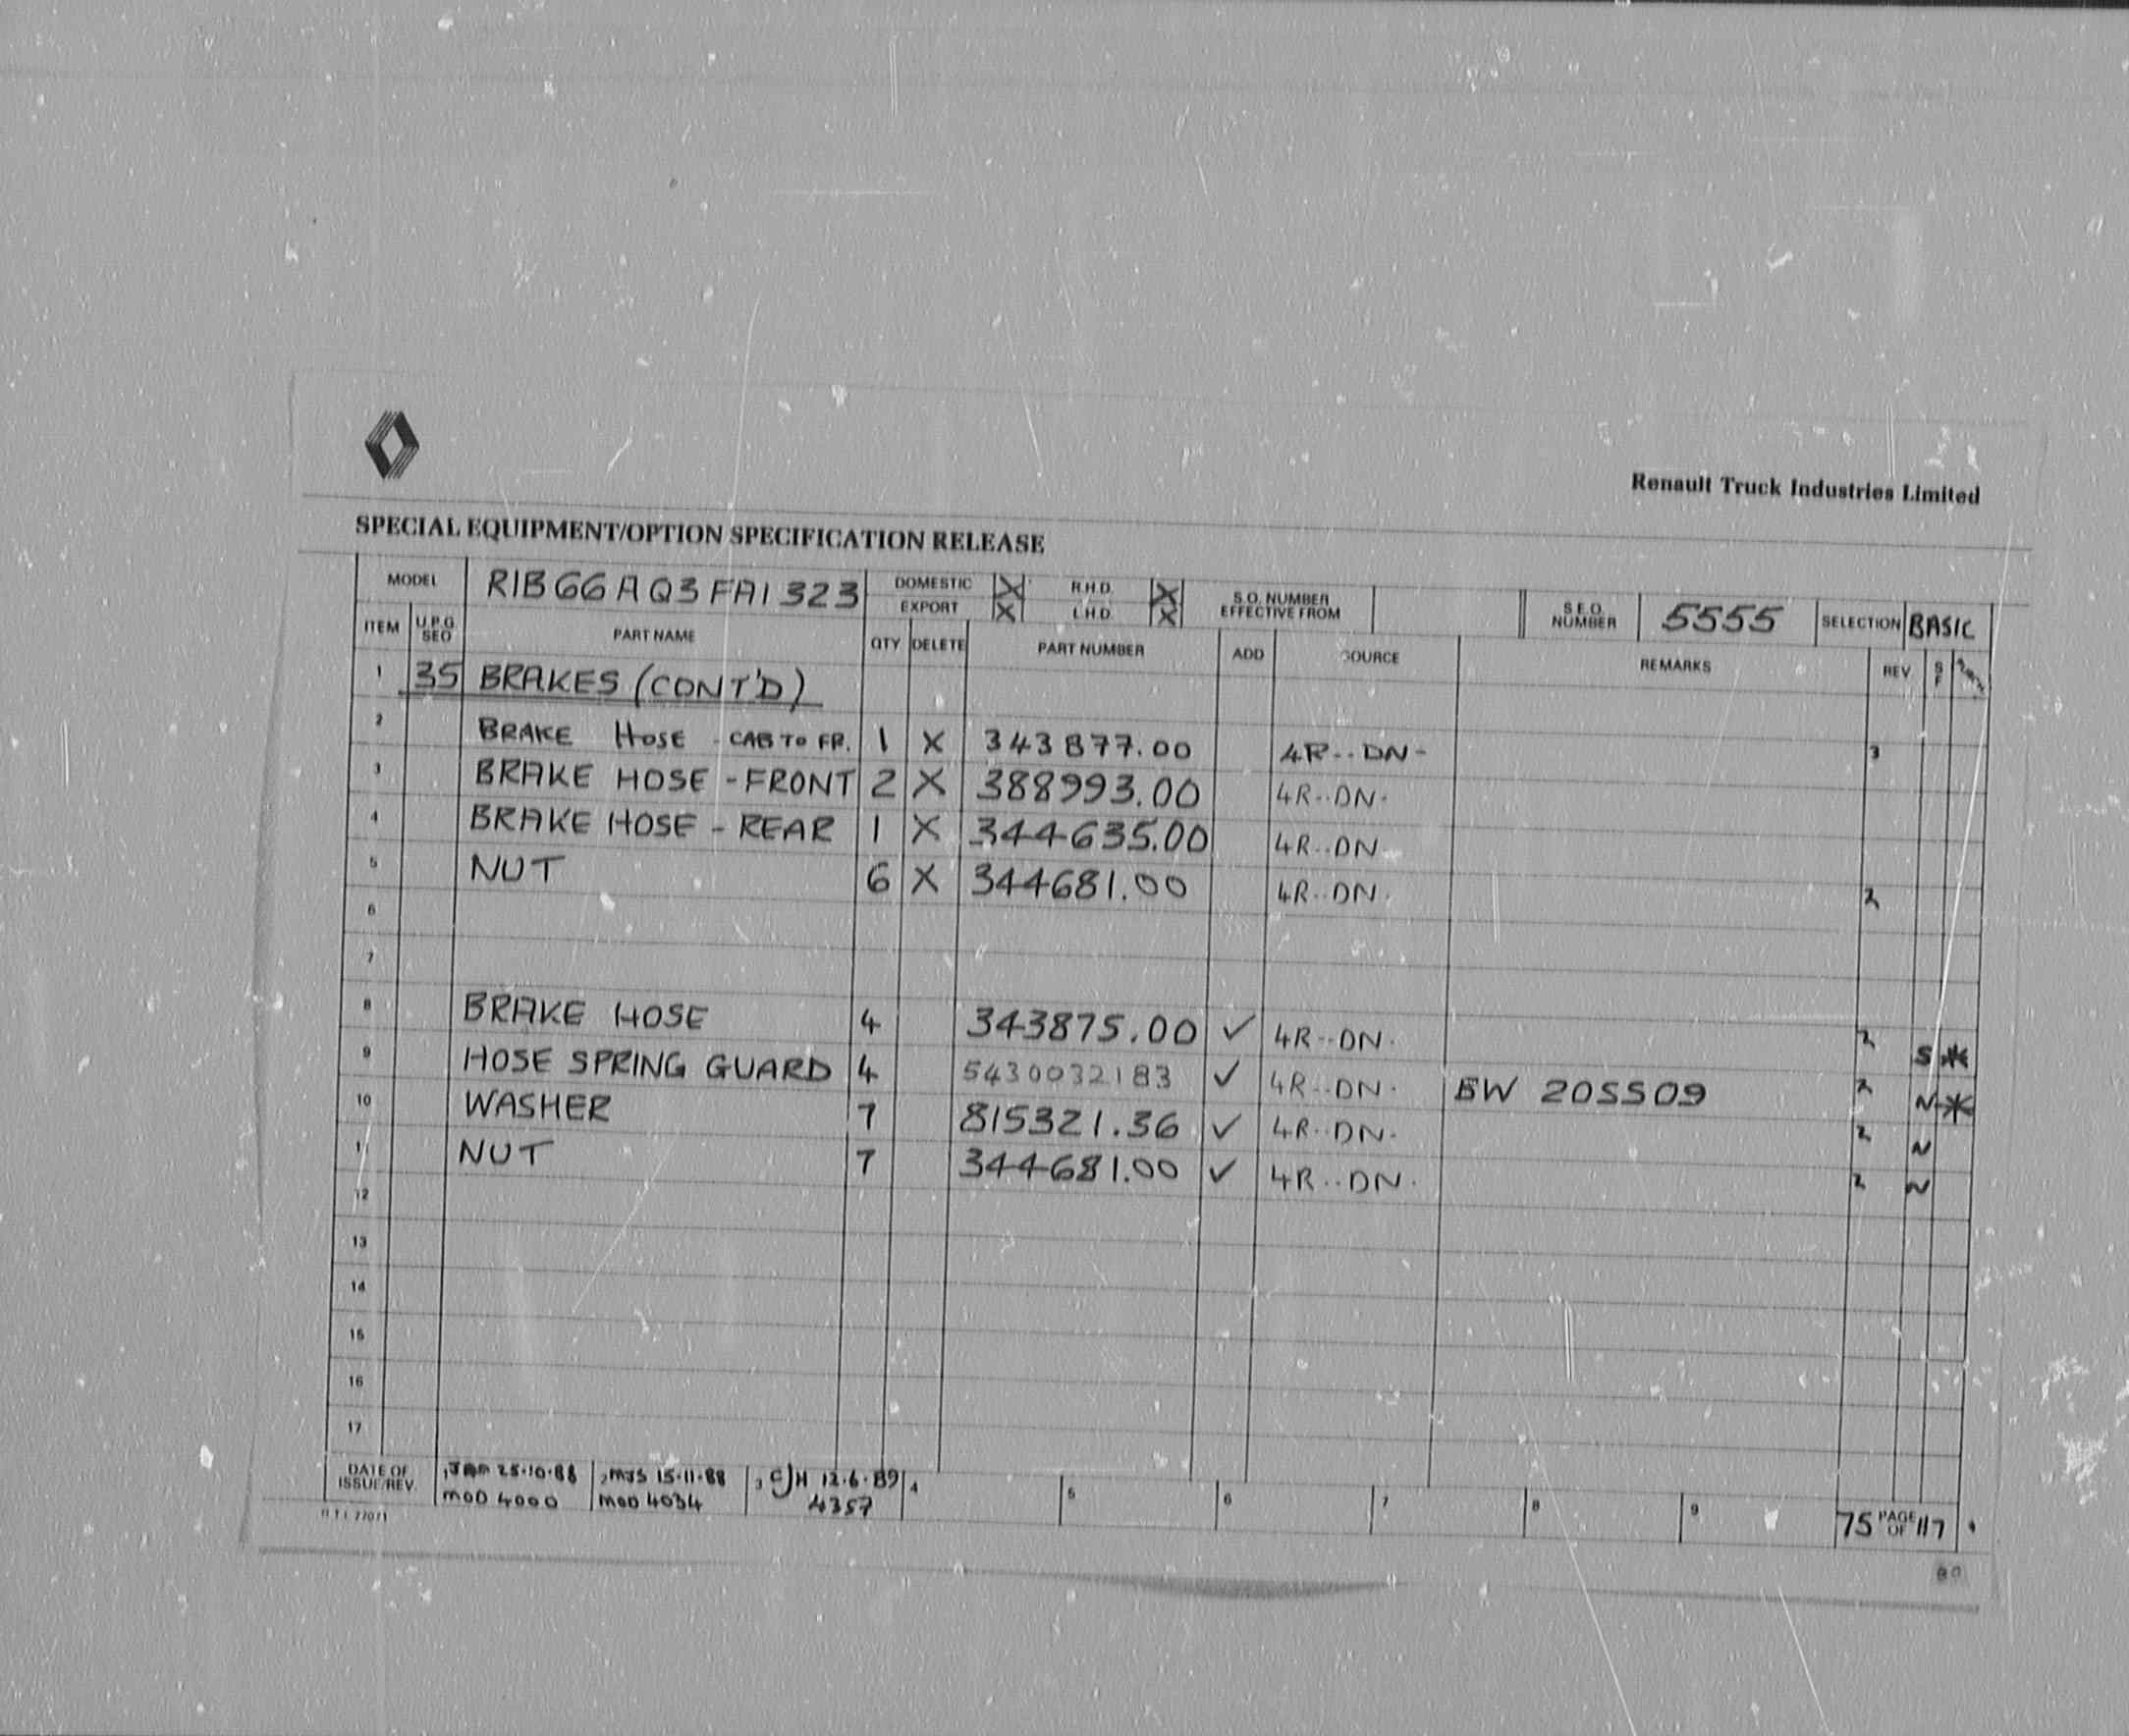 Renault Truck Industries Limited
SPECIAL EQUIPMENT/OPTION SPECIFICATION RELEASE
MODEL RIB66AQ3FA1323 DOMESTIC X R.H.D. X S.O. NUMBER EFFECTIVE FROM S.E.O. NUMBER 5555 SELECTION BASIC
EXPORT X L.H.D. X
ITEM U.P.G. SEO PART NAME QTY DELETE PART NUMBER ADD SOURCE REMARKS REV S F
1 35 BRAKES (CONT'D)
2 BRAKE HOSE - CAB TO FR. 1 X 343877.00 4R--DN- 3
3 BRAKE HOSE - FRONT 2 X 388993.00 4R--DN-
4 BRAKE HOSE - REAR 1 X 344635.00 4R--DN-
5 NUT 6 X 344681.00 4R--DN- 2
6
7
8 BRAKE HOSE 4 343875.00 ✓ 4R--DN- 2 S *
9 HOSE SPRING GUARD 4 5430032183 ✓ 4R--DN- BW 205509 2 N *
10 WASHER 7 815321.36 ✓ 4R--DN- 2 N
11 NUT 7 344681.00 ✓ 4R--DN- 2 N
12
13
14
15
16
17
DATE OF ISSUE/REV. 1 25-10-88 2 MJS 15-11-88 3 CJH 12-6-89 4 5 6 7 8 9 75 PAGE OF 117
MOD 4000 MOD 4034 4357
R.T.I. 77071